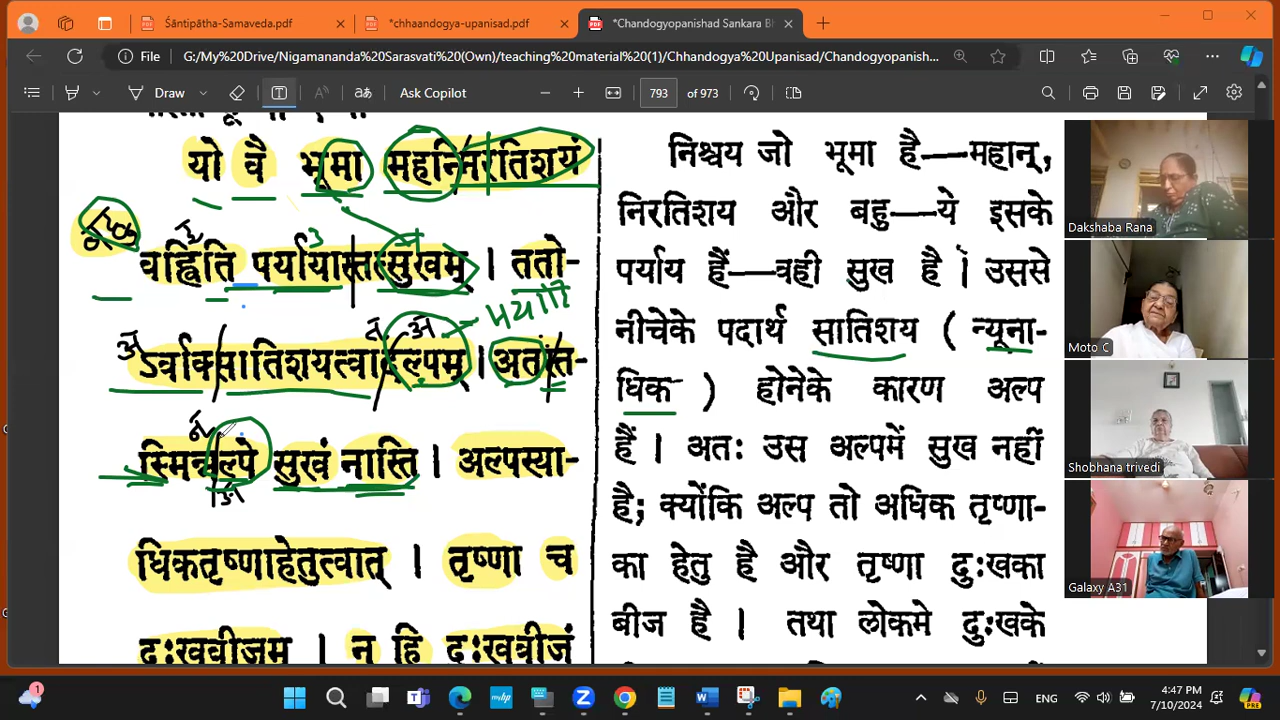 Śāntipātha-Samaveda.pdf
*chhaandogya-upanisad.pdf
*Chandogyopanishad Sankara Bh
File
G:/My%20Drive/Nigamananda%20Sarasvati%20(Own)/teaching%20material%20(1)/Chhandogya%20Upanisad/Chandogyopanish...
Draw
Ask Copilot
793 of 973
यो वै भूमा महन्निरतिशयं
वह्विति पर्यायास्तत्सुखम् । ततो-
ऽर्वाक्सातिशयत्वादल्पम् । अतस्त-
स्मिन्नल्पे सुखं नास्ति । अल्पस्या-
धिकतृष्णाहेतुत्वात् । तृष्णा च
दुःखबीजम् । न हि दुःखबीजं
निश्चय जो भूमा है—महान्,
निरतिशय और बहु—ये इसके
पर्याय हैं—वही सुख है । उससे
नीचेके पदार्थ सातिशय ( न्यूना-
धिक ) होनेके कारण अल्प
हैं । अतः उस अल्पमें सुख नहीं
है; क्योंकि अल्प तो अधिक तृष्णा-
का हेतु है और तृष्णा दुःखका
बीज है । तथा लोकमे दुःखके
Dakshaba Rana
Moto C
Shobhana trivedi
Galaxy A31
1
ENG
4:47 PM
7/10/2024